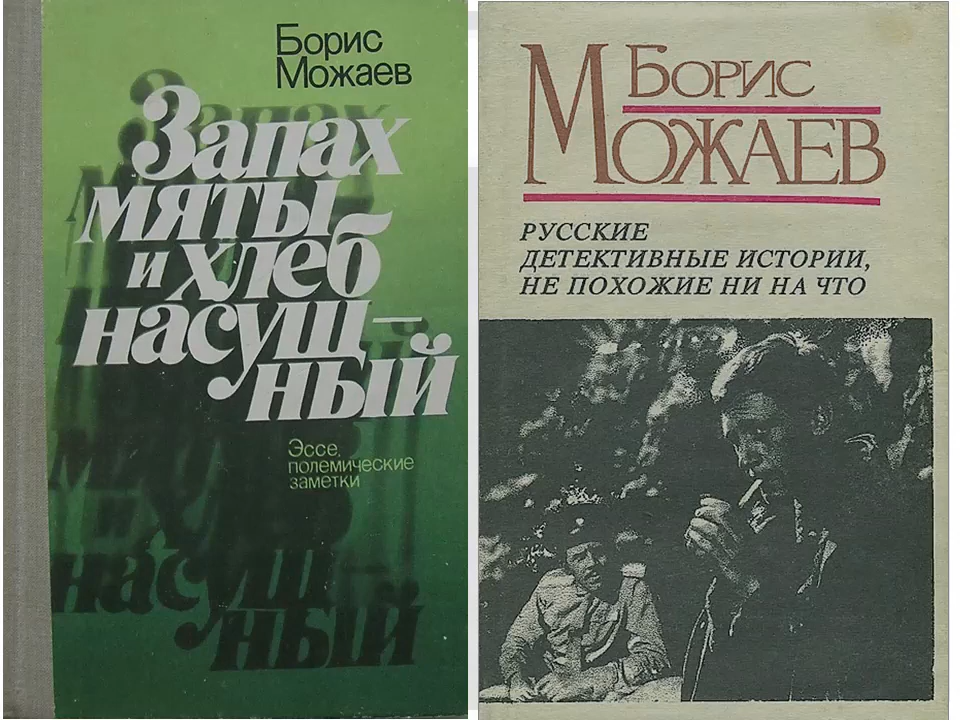 Борис
Можаев
Запах
мяты
и хлеб
насущ–
ный
Эссе,
полемические
заметки
Борис
Можаев
РУССКИЕ
ДЕТЕКТИВНЫЕ ИСТОРИИ,
НЕ ПОХОЖИЕ НИ НА ЧТО